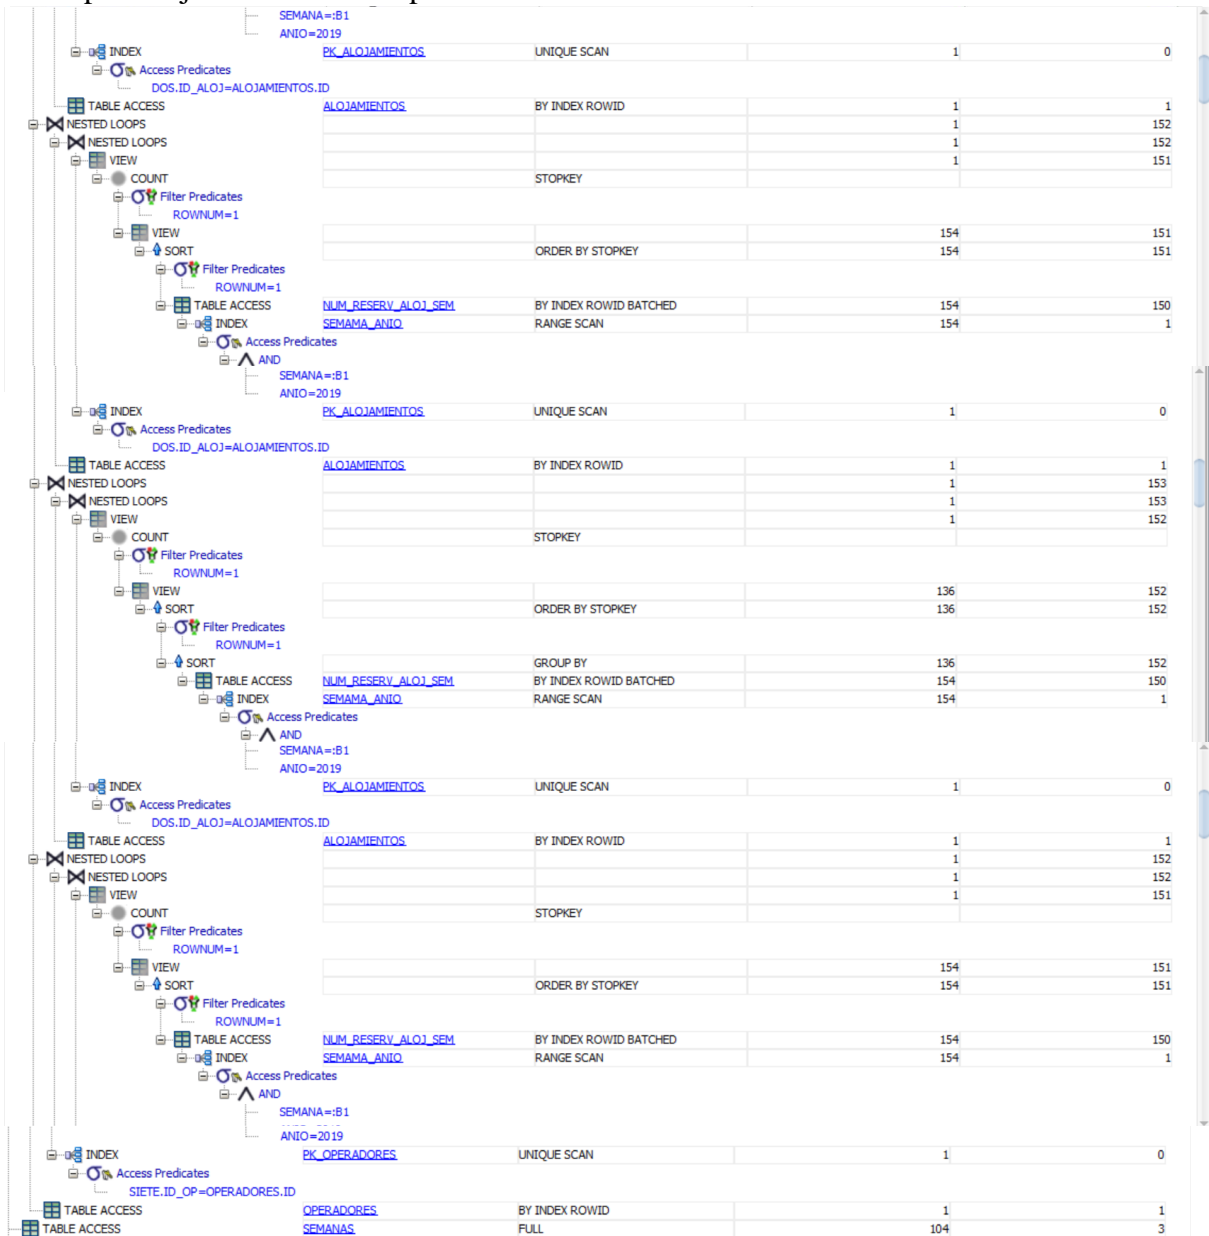 SEMANA=:B1
ANIO=2019
INDEX PK_ALOJAMIENTOS UNIQUE SCAN 1 0
Access Predicates
DOS.ID_ALOJ=ALOJAMIENTOS.ID
TABLE ACCESS ALOJAMIENTOS BY INDEX ROWID 1 1
NESTED LOOPS 1 152
NESTED LOOPS 1 152
VIEW 1 151
COUNT STOPKEY
Filter Predicates
ROWNUM=1
VIEW 154 151
SORT ORDER BY STOPKEY 154 151
Filter Predicates
ROWNUM=1
TABLE ACCESS NUM_RESERV_ALOJ_SEM BY INDEX ROWID BATCHED 154 150
INDEX SEMAMA_ANIO RANGE SCAN 154 1
Access Predicates
AND
SEMANA=:B1
ANIO=2019
INDEX PK_ALOJAMIENTOS UNIQUE SCAN 1 0
Access Predicates
DOS.ID_ALOJ=ALOJAMIENTOS.ID
TABLE ACCESS ALOJAMIENTOS BY INDEX ROWID 1 1
NESTED LOOPS 1 153
NESTED LOOPS 1 153
VIEW 1 152
COUNT STOPKEY
Filter Predicates
ROWNUM=1
VIEW 136 152
SORT ORDER BY STOPKEY 136 152
Filter Predicates
ROWNUM=1
SORT GROUP BY 136 152
TABLE ACCESS NUM_RESERV_ALOJ_SEM BY INDEX ROWID BATCHED 154 150
INDEX SEMAMA_ANIO RANGE SCAN 154 1
Access Predicates
AND
SEMANA=:B1
ANIO=2019
INDEX PK_ALOJAMIENTOS UNIQUE SCAN 1 0
Access Predicates
DOS.ID_ALOJ=ALOJAMIENTOS.ID
TABLE ACCESS ALOJAMIENTOS BY INDEX ROWID 1 1
NESTED LOOPS 1 152
NESTED LOOPS 1 152
VIEW 1 151
COUNT STOPKEY
Filter Predicates
ROWNUM=1
VIEW 154 151
SORT ORDER BY STOPKEY 154 151
Filter Predicates
ROWNUM=1
TABLE ACCESS NUM_RESERV_ALOJ_SEM BY INDEX ROWID BATCHED 154 150
INDEX SEMAMA_ANIO RANGE SCAN 154 1
Access Predicates
AND
SEMANA=:B1
ANIO=2019
INDEX PK_OPERADORES UNIQUE SCAN 1 0
Access Predicates
SIETE.ID_OP=OPERADORES.ID
TABLE ACCESS OPERADORES BY INDEX ROWID 1 1
TABLE ACCESS SEMANAS FULL 104 3